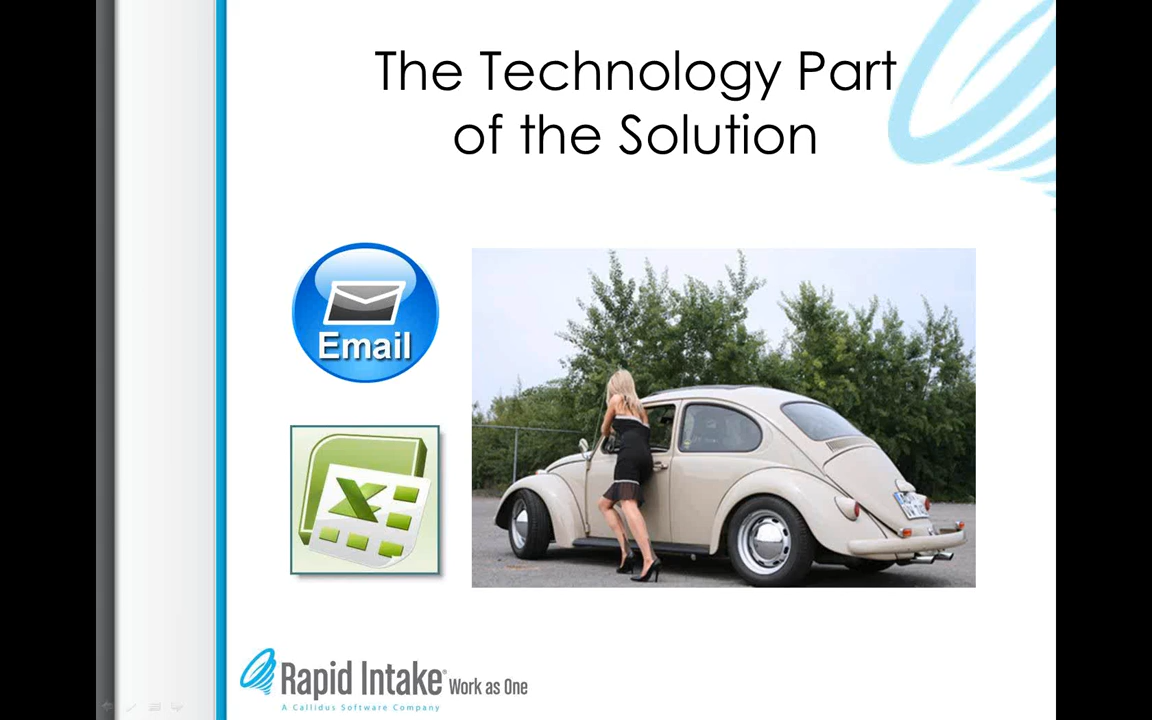 The Technology Part
of the Solution
Email
X
Rapid Intake® Work as One
A Callidus Software Company